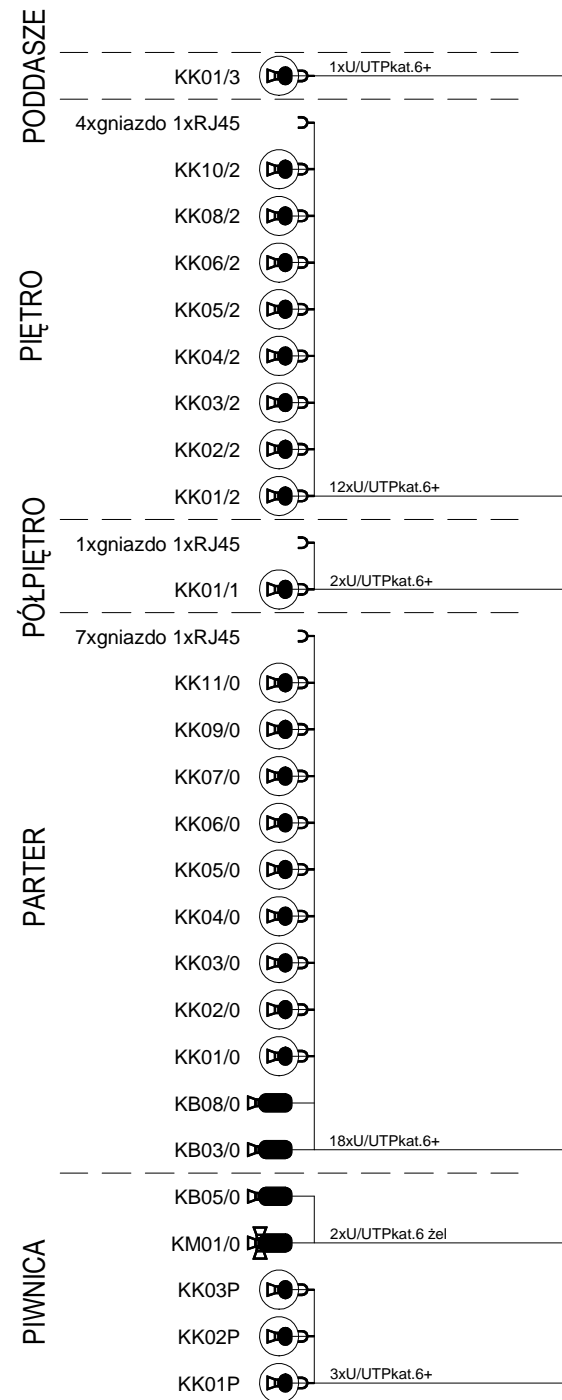 PODDASZE
KK01/3
1xU/UTPkat.6+
PIĘTRO
4xgniazdo 1xRJ45
KK10/2
KK08/2
KK06/2
KK05/2
KK04/2
KK03/2
KK02/2
KK01/2
12xU/UTPkat.6+
PÓŁPIĘTRO
1xgniazdo 1xRJ45
KK01/1
2xU/UTPkat.6+
PARTER
7xgniazdo 1xRJ45
KK11/0
KK09/0
KK07/0
KK06/0
KK05/0
KK04/0
KK03/0
KK02/0
KK01/0
KB08/0
KB03/0
18xU/UTPkat.6+
PIWNICA
KB05/0
KM01/0
2xU/UTPkat.6 żel
KK03P
KK02P
KK01P
3xU/UTPkat.6+